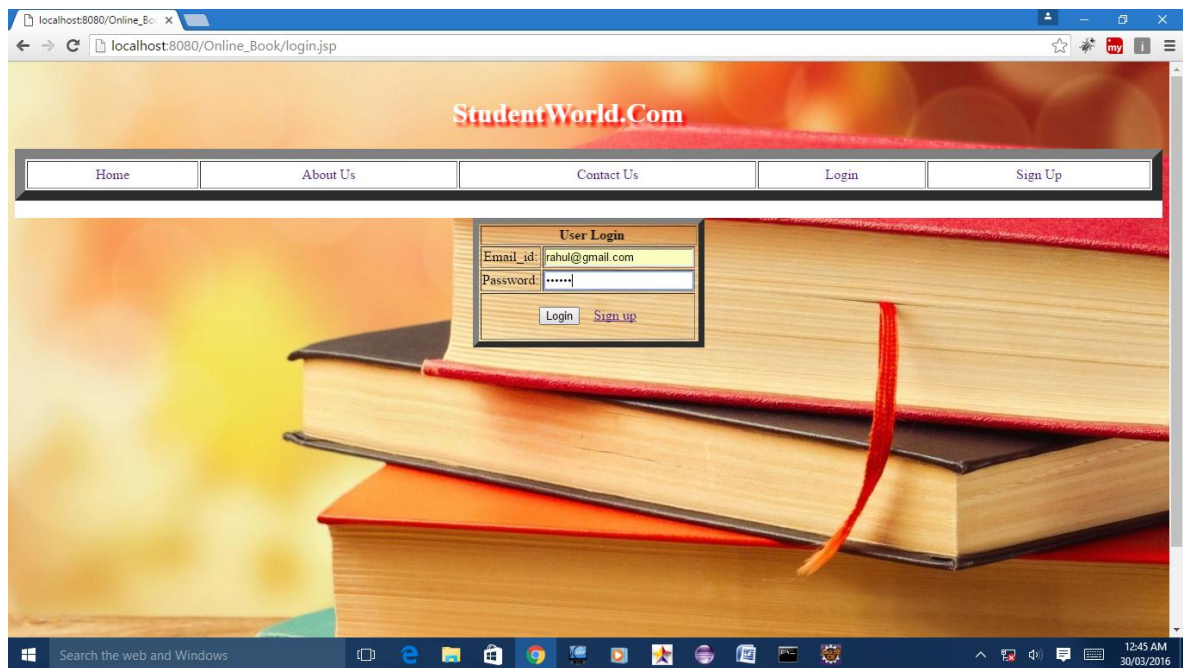 localhost:8080/Online_Bo
localhost:8080/Online_Book/login.jsp
my
StudentWorld.Com
Home About Us Contact Us Login Sign Up
User Login
Email_id: rahul@gmail.com
Password: ••••••
Login Sign up
Search the web and Windows
12:45 AM
30/03/2016